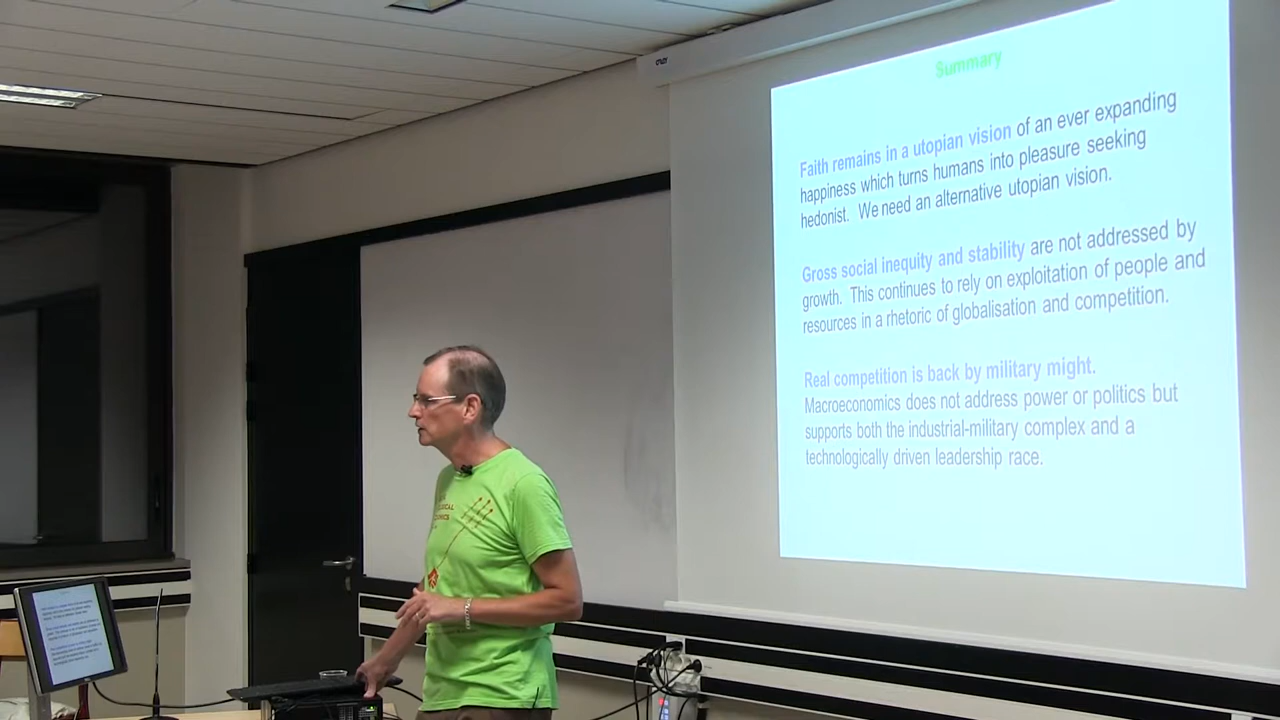 Summary
Faith remains in a utopian vision of an ever expanding
happiness which turns humans into pleasure seeking
hedonist. We need an alternative utopian vision.
Gross social inequity and stability are not addressed by
growth. This continues to rely on exploitation of people and
resources in a rhetoric of globalisation and competition.
Real competition is back by military might.
Macroeconomics does not address power or politics but
supports both the industrial-military complex and a
technologically driven leadership race.